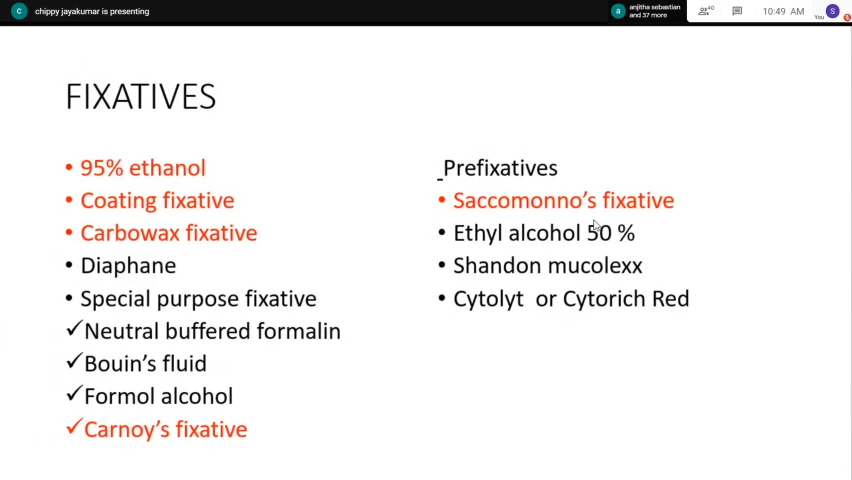 c chippy jayakumar is presenting
a anjitha sebastian
and 37 more
40
10:49 AM
You
S
FIXATIVES
• 95% ethanol
• Coating fixative
• Carbowax fixative
• Diaphane
• Special purpose fixative
✓Neutral buffered formalin
✓Bouin's fluid
✓Formol alcohol
✓Carnoy's fixative
Prefixatives
• Saccomonno's fixative
• Ethyl alcohol 50 %
• Shandon mucolexx
• Cytolyt or Cytorich Red